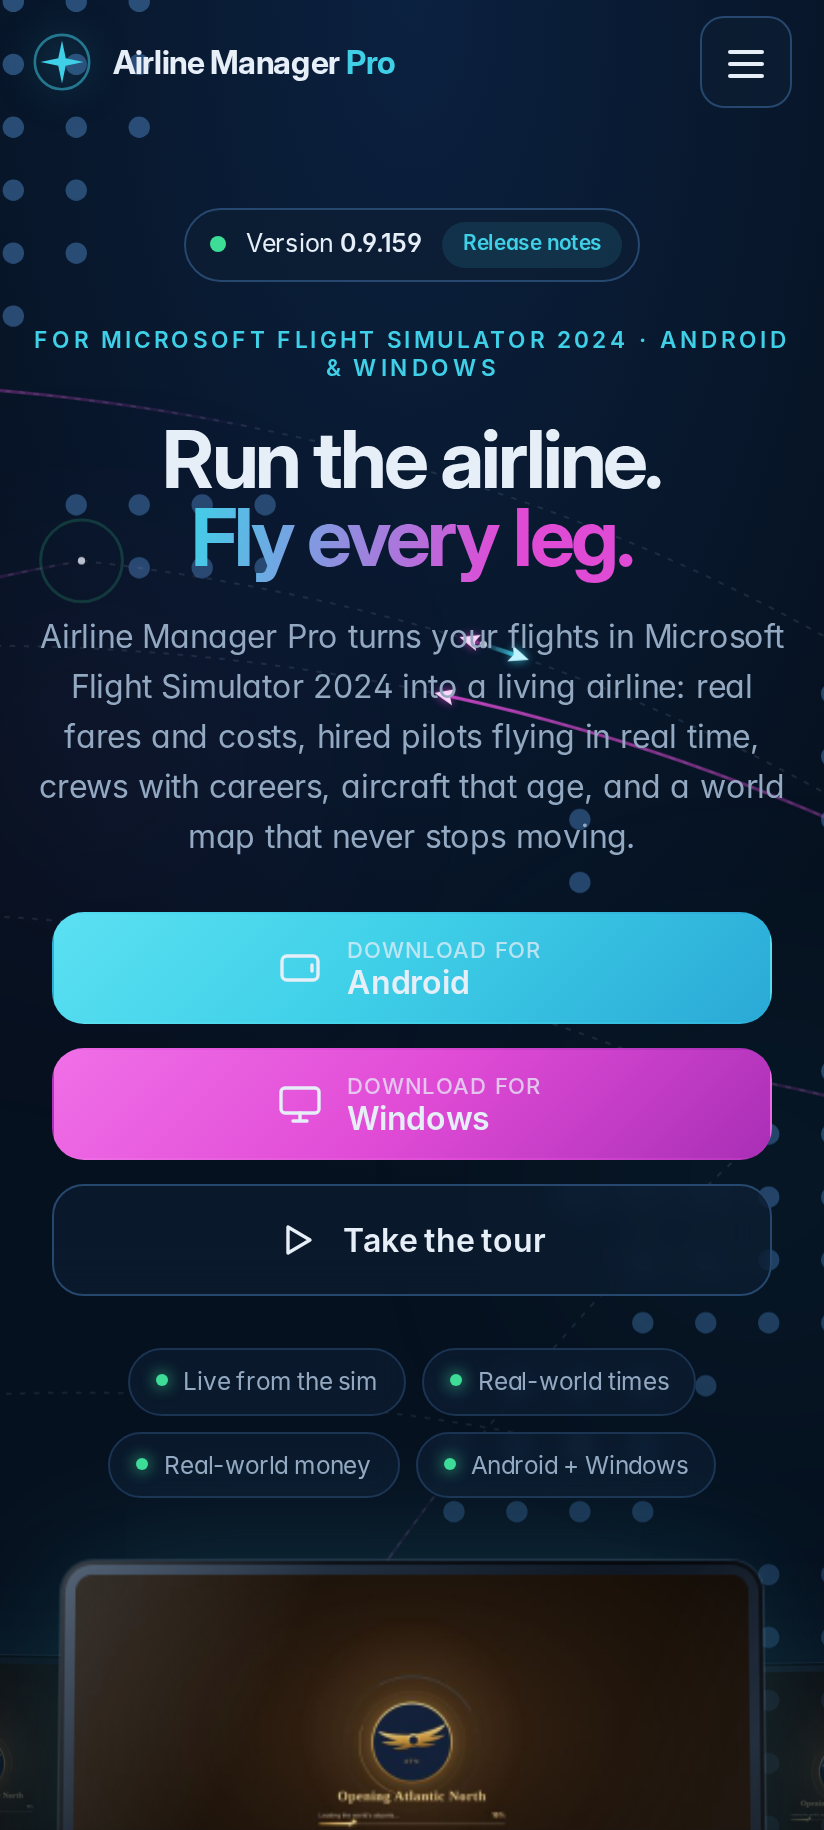 Airline Manager Pro
Version 0.9.159 Release notes
FOR MICROSOFT FLIGHT SIMULATOR 2024 · ANDROID
& WINDOWS
Run the airline.
Fly every leg.
Airline Manager Pro turns your flights in Microsoft
Flight Simulator 2024 into a living airline: real
fares and costs, hired pilots flying in real time,
crews with careers, aircraft that age, and a world
map that never stops moving.
DOWNLOAD FOR
Android
DOWNLOAD FOR
Windows
Take the tour
Live from the sim
Real-world times
Real-world money
Android + Windows
Opening Atlantic North
Loading the world's airports...